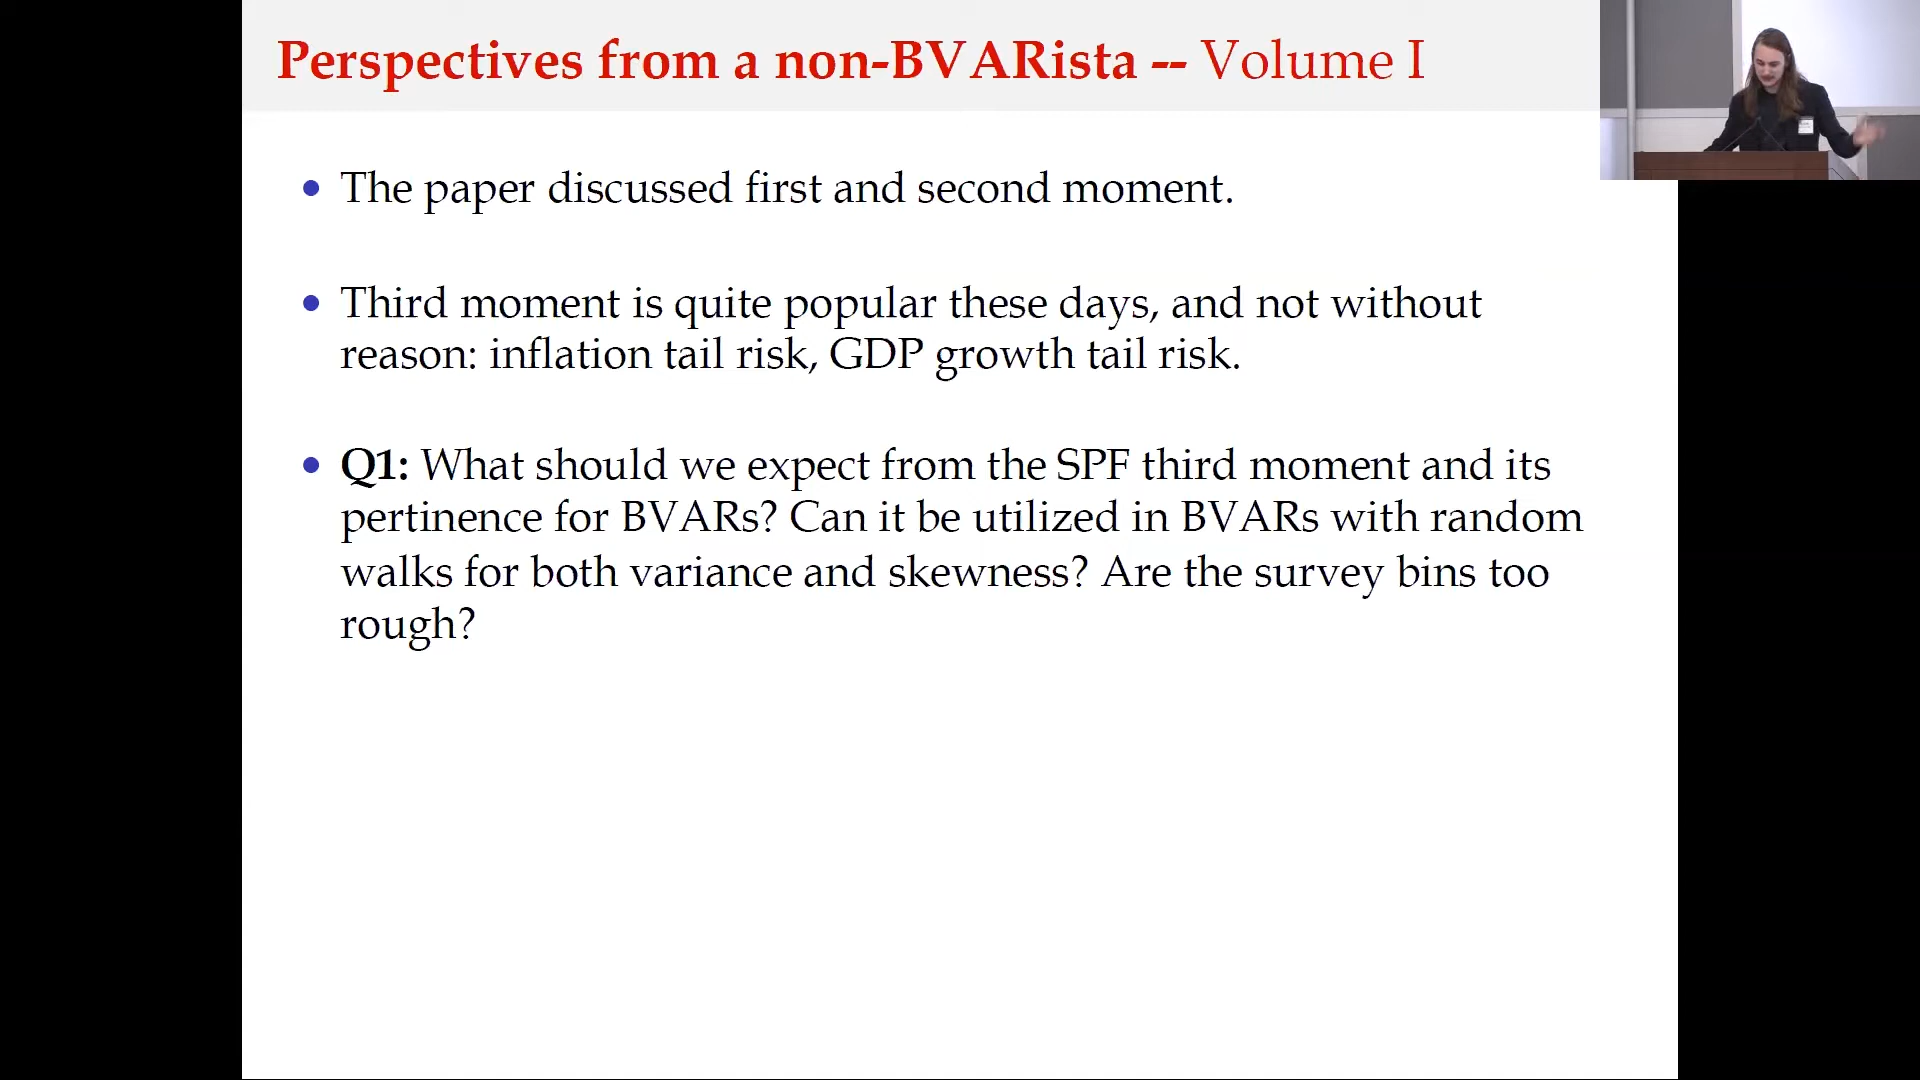 Perspectives from a non-BVARista -- Volume I
• The paper discussed first and second moment.
• Third moment is quite popular these days, and not without
reason: inflation tail risk, GDP growth tail risk.
• Q1: What should we expect from the SPF third moment and its
pertinence for BVARs? Can it be utilized in BVARs with random
walks for both variance and skewness? Are the survey bins too
rough?